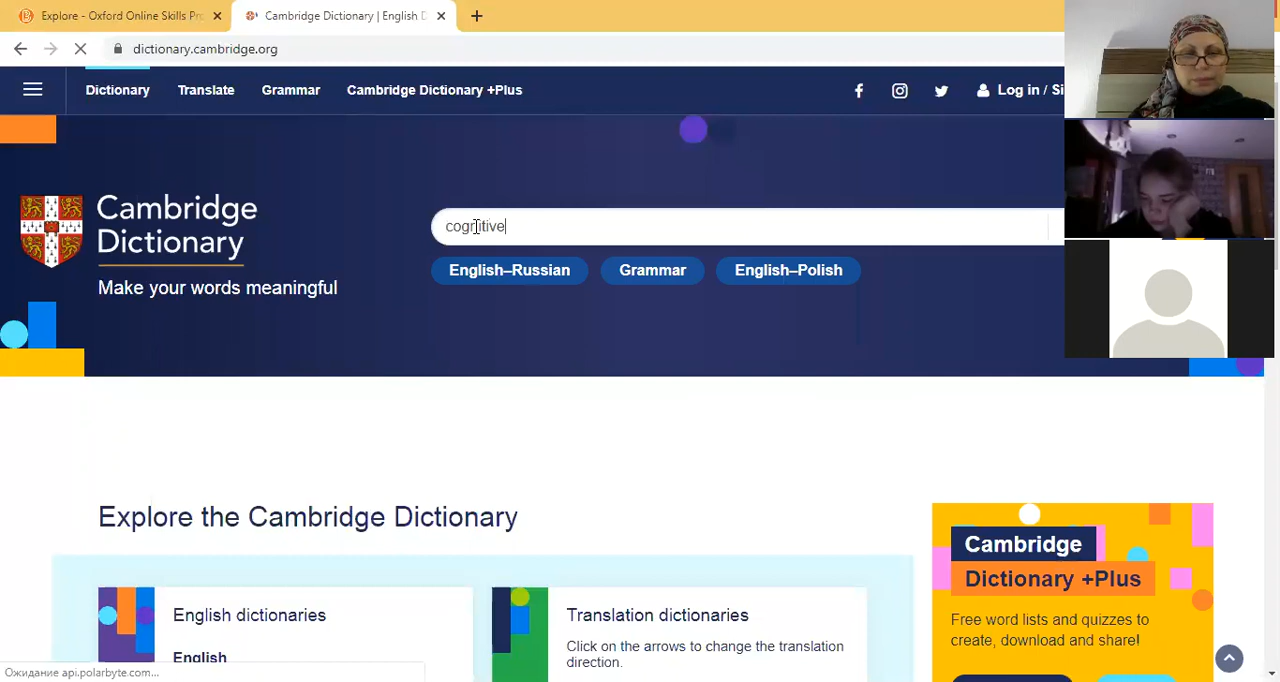 Explore - Oxford Online Skills Pr
Cambridge Dictionary | English D
dictionary.cambridge.org
Dictionary
Translate
Grammar
Cambridge Dictionary +Plus
Log in / Si
Cambridge
Dictionary
Make your words meaningful
cognitive
English–Russian
Grammar
English–Polish
Explore the Cambridge Dictionary
English dictionaries
English
Translation dictionaries
Click on the arrows to change the translation
direction.
Cambridge
Dictionary +Plus
Free word lists and quizzes to
create, download and share!
Ожидание api.polarbyte.com...